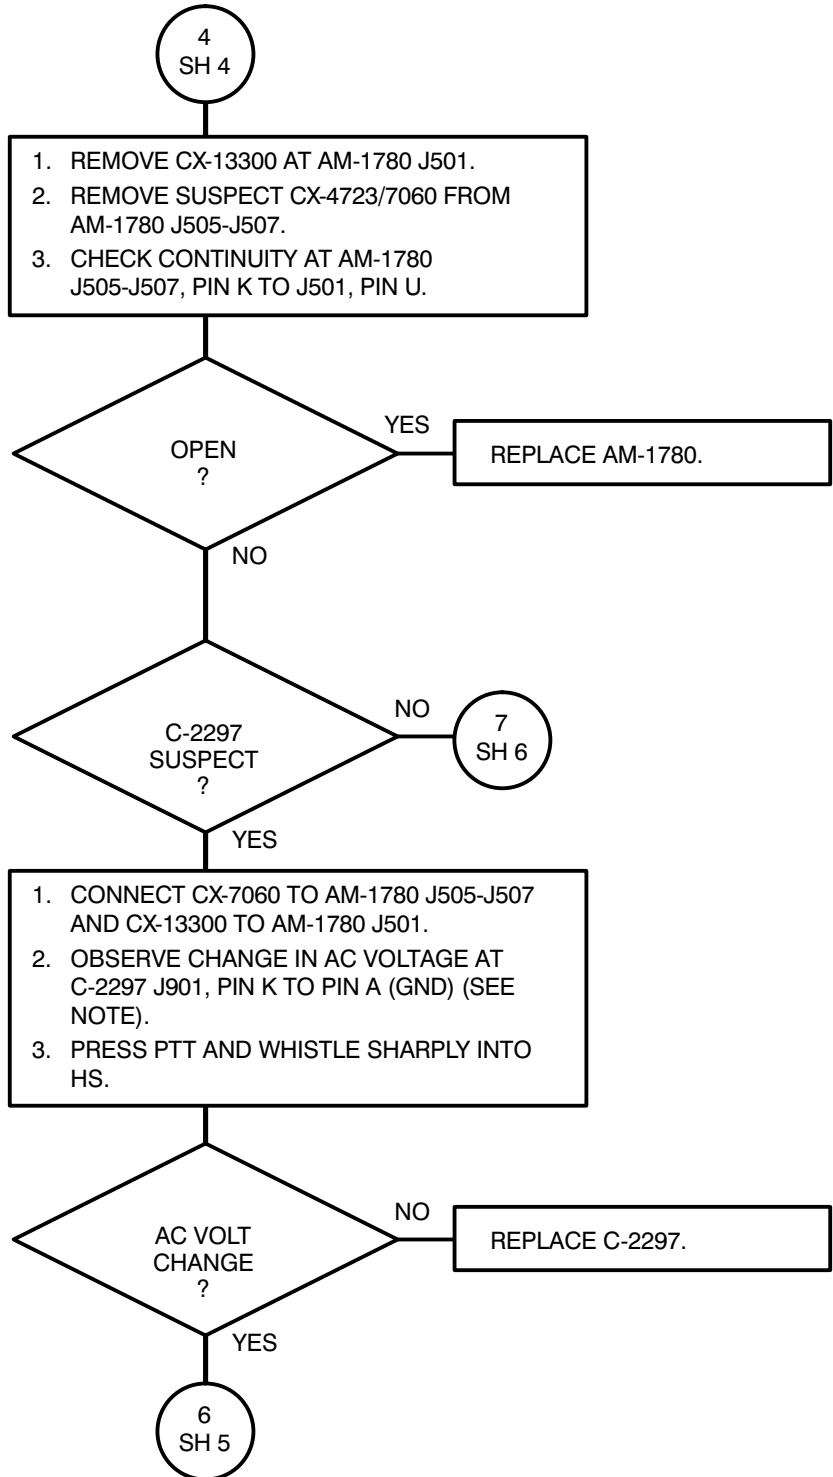 4
SH 4
1. REMOVE CX-13300 AT AM-1780 J501.
2. REMOVE SUSPECT CX-4723/7060 FROM
AM-1780 J505-J507.
3. CHECK CONTINUITY AT AM-1780
J505-J507, PIN K TO J501, PIN U.
OPEN
?
YES
REPLACE AM-1780.
NO
C-2297
SUSPECT
?
NO
7
SH 6
YES
1. CONNECT CX-7060 TO AM-1780 J505-J507
AND CX-13300 TO AM-1780 J501.
2. OBSERVE CHANGE IN AC VOLTAGE AT
C-2297 J901, PIN K TO PIN A (GND) (SEE
NOTE).
3. PRESS PTT AND WHISTLE SHARPLY INTO
HS.
AC VOLT
CHANGE
?
NO
REPLACE C-2297.
YES
6
SH 5